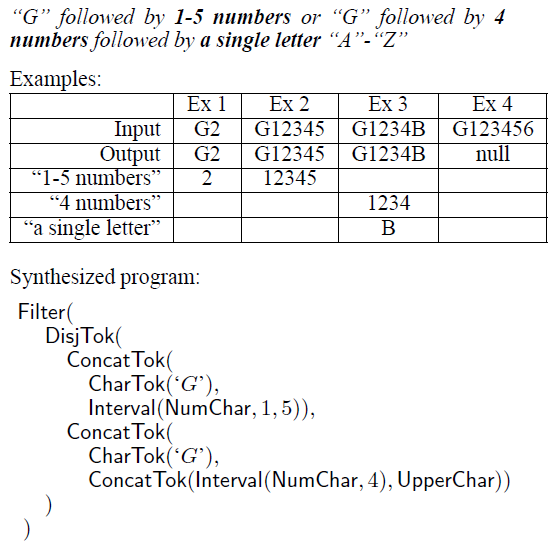 “G” followed by 1-5 numbers or “G” followed by 4
numbers followed by a single letter “A”-“Z”
Examples:
Ex 1 Ex 2 Ex 3 Ex 4
Input G2 G12345 G1234B G123456
Output G2 G12345 G1234B null
“1-5 numbers” 2 12345
“4 numbers” 1234
“a single letter” B
Synthesized program:
Filter(
DisjTok(
ConcatTok(
CharTok(‘G’),
Interval(NumChar, 1, 5)),
ConcatTok(
CharTok(‘G’),
ConcatTok(Interval(NumChar, 4), UpperChar))
)
)